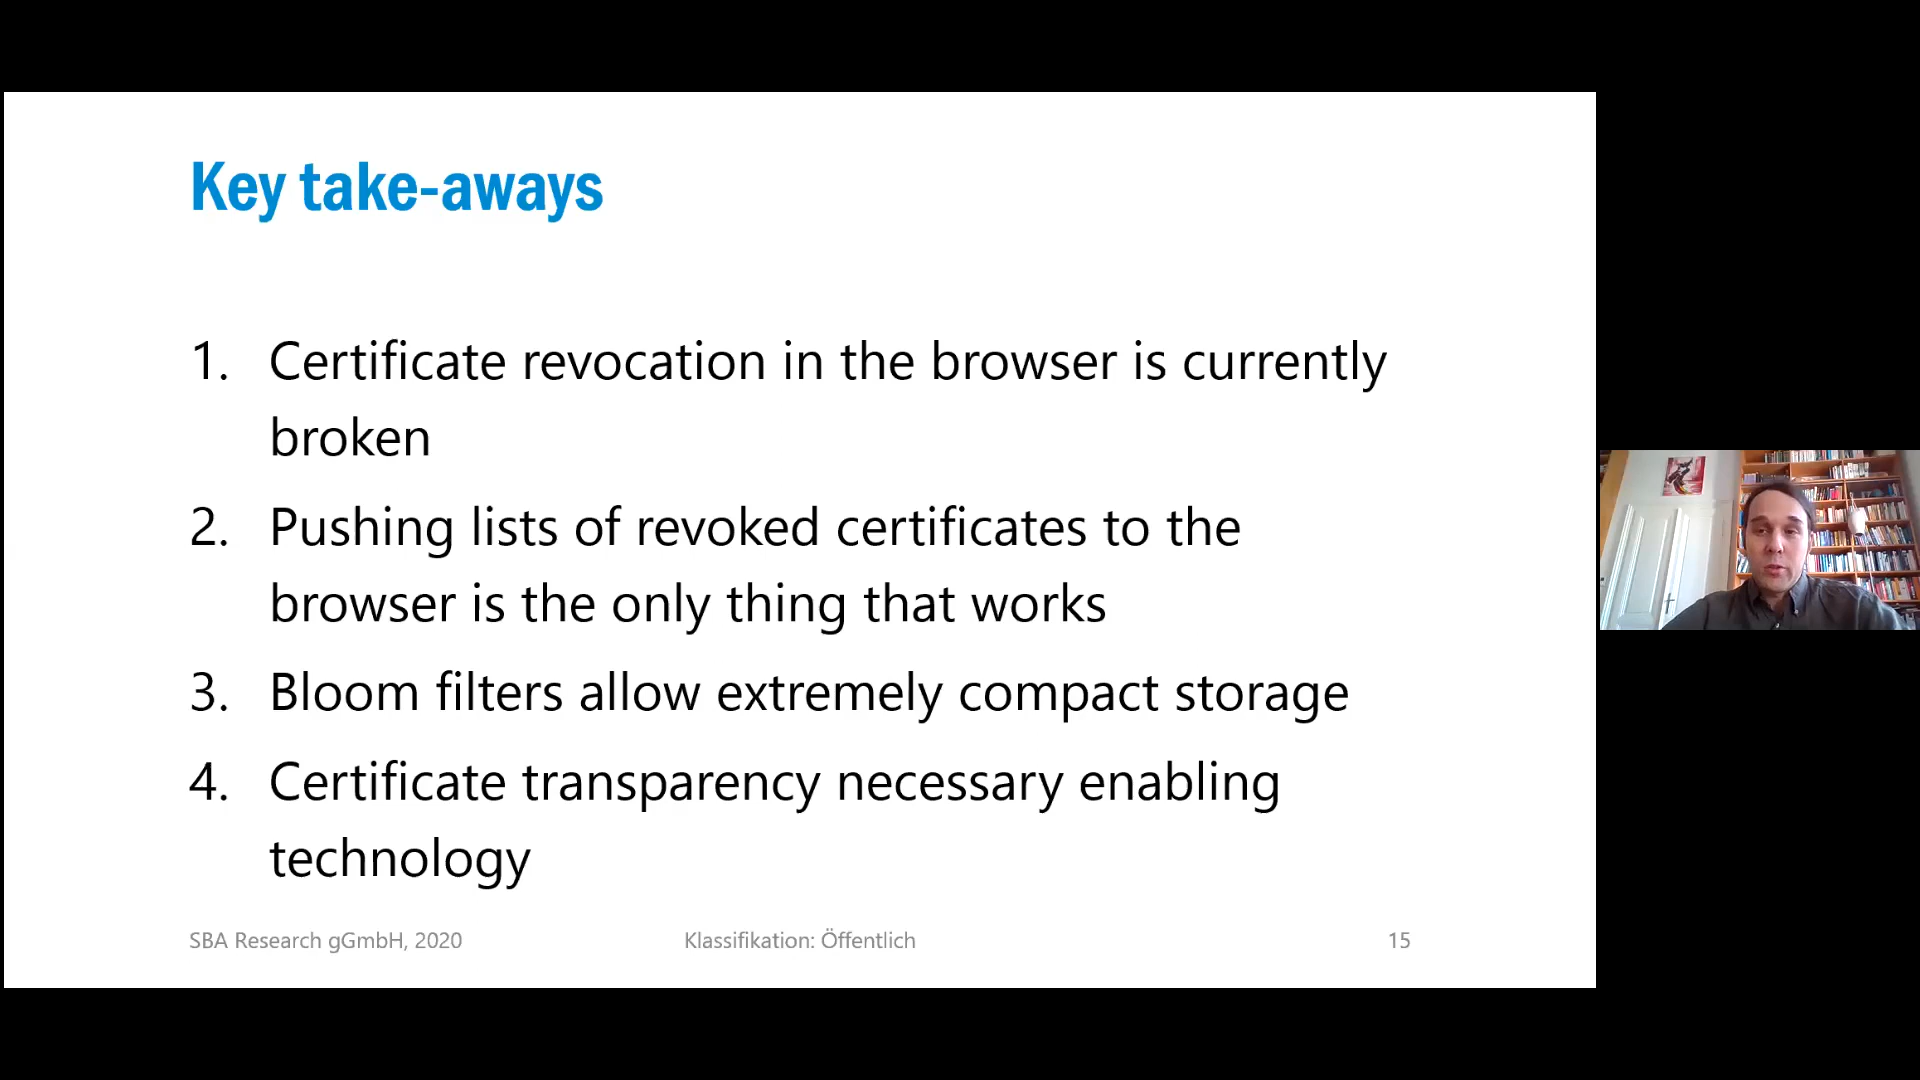 Key take-aways
1. Certificate revocation in the browser is currently
broken
2. Pushing lists of revoked certificates to the
browser is the only thing that works
3. Bloom filters allow extremely compact storage
4. Certificate transparency necessary enabling
technology
SBA Research gGmbH, 2020
Klassifikation: Öffentlich
15